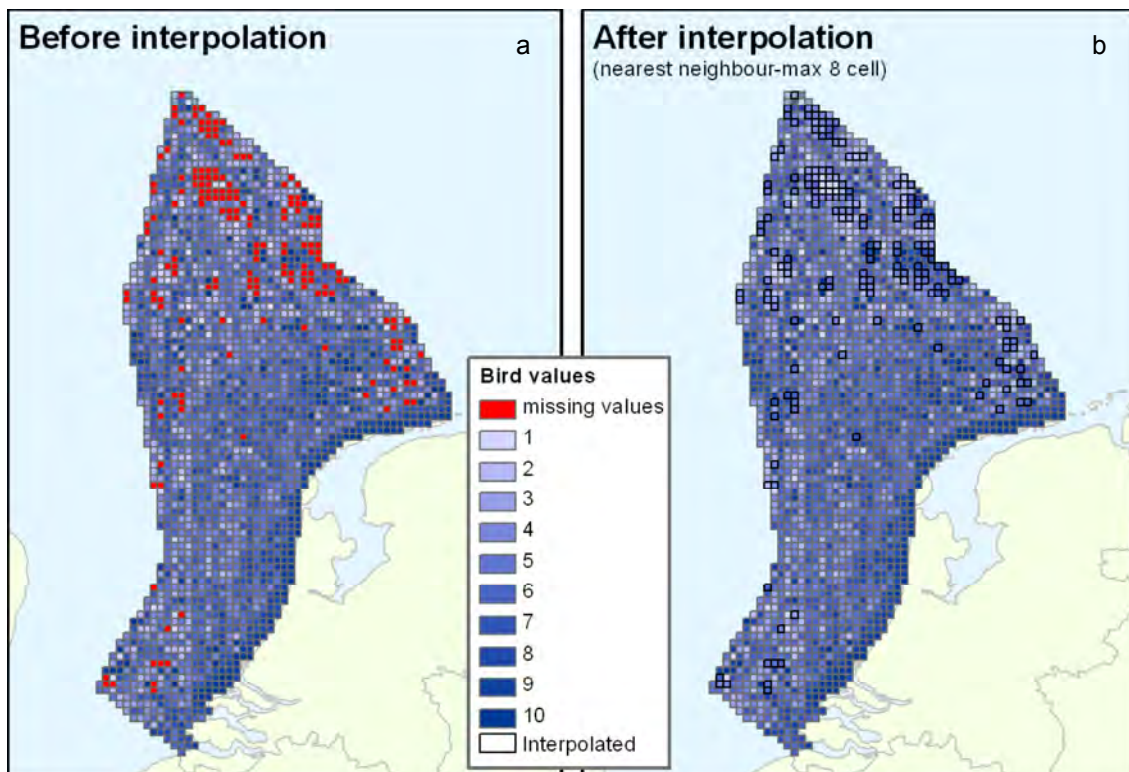 Before interpolation
a
After interpolation
b
(nearest neighbour-max 8 cell)
Bird values
missing values
1
2
3
4
5
6
7
8
9
10
Interpolated